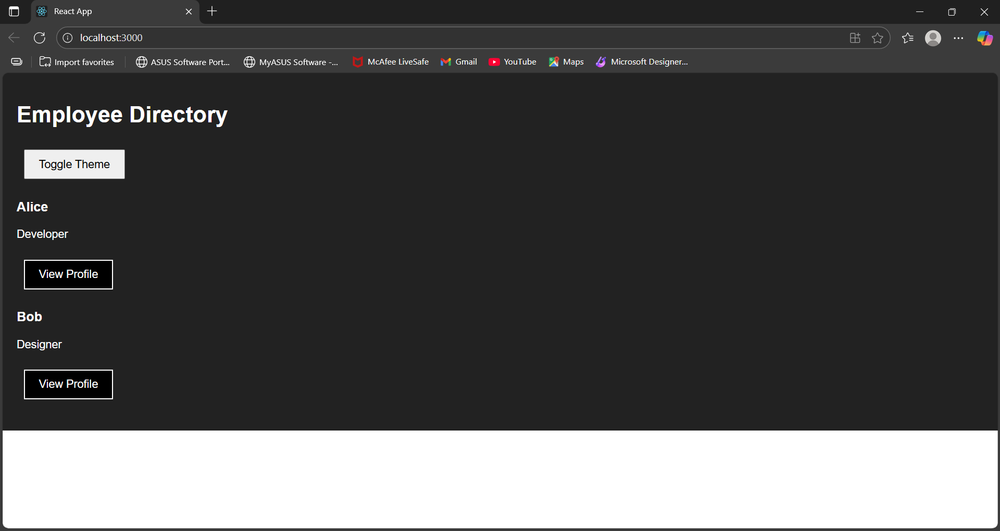 React App
localhost:3000
Import favorites ASUS Software Port... MyASUS Software -... McAfee LiveSafe Gmail YouTube Maps Microsoft Designer...
Employee Directory
Toggle Theme
Alice
Developer
View Profile
Bob
Designer
View Profile